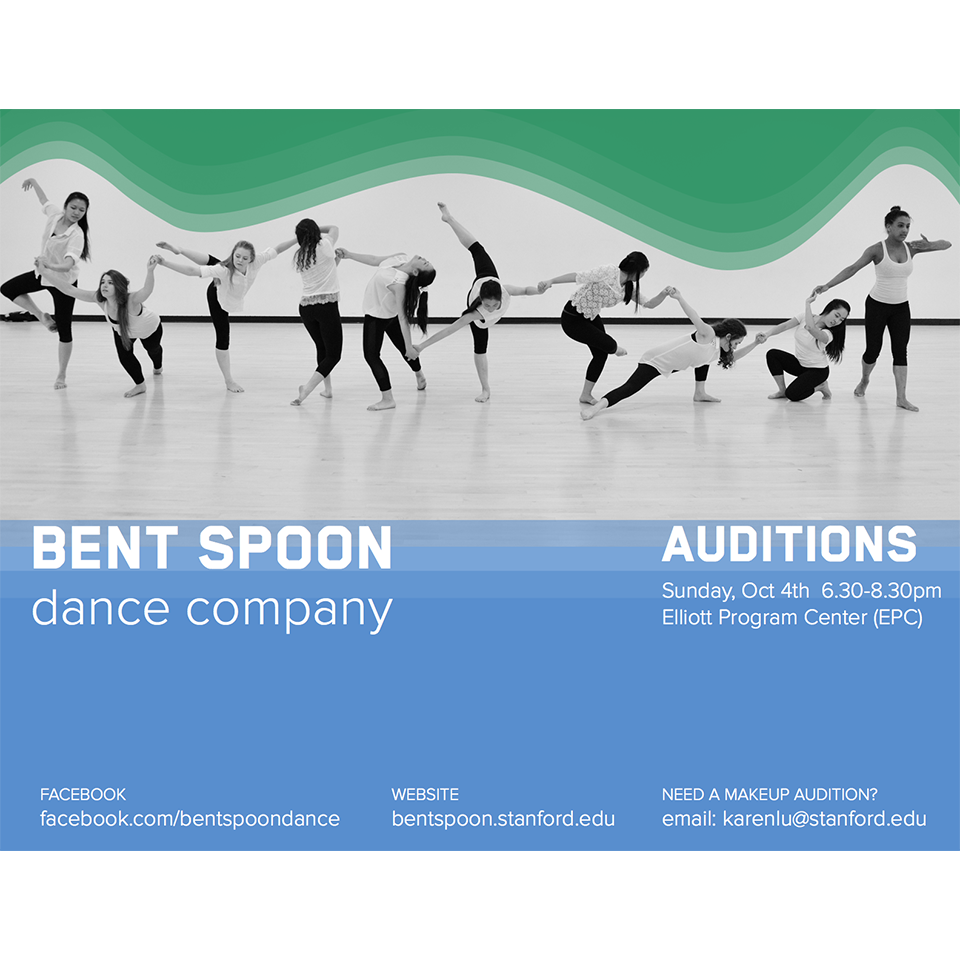 BENT SPOON
dance company
AUDITIONS
Sunday, Oct 4th 6.30-8.30pm
Elliott Program Center (EPC)
FACEBOOK
facebook.com/bentspoondance
WEBSITE
bentspoon.stanford.edu
NEED A MAKEUP AUDITION?
email: karenlu@stanford.edu